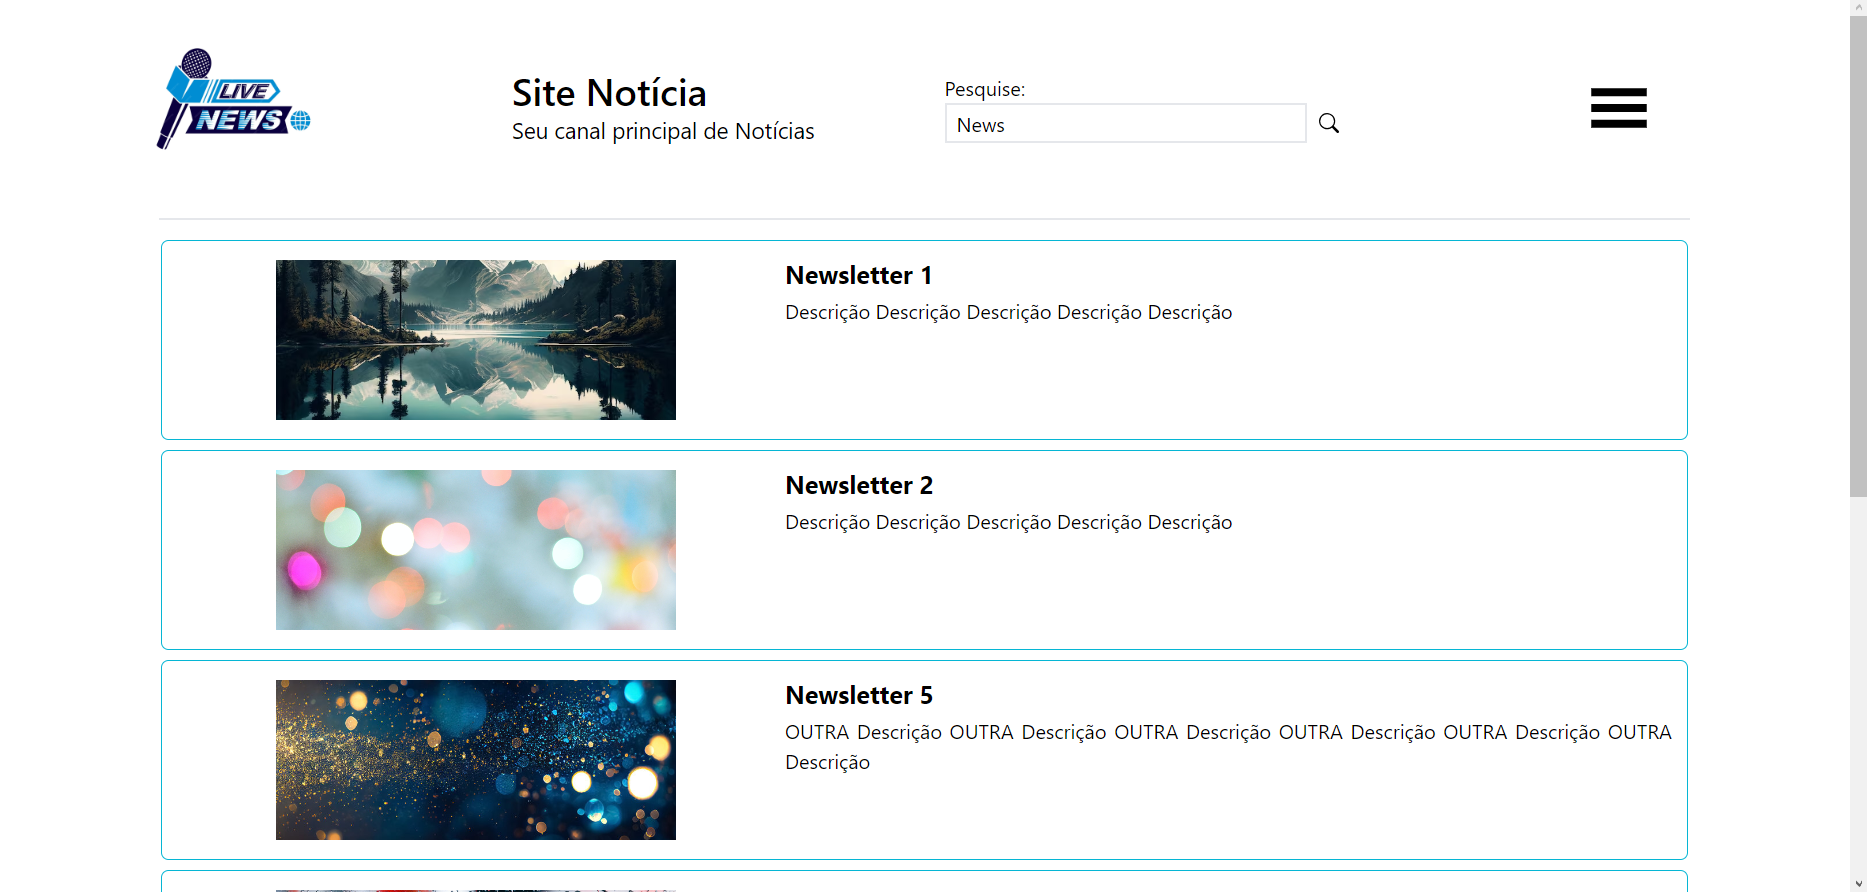 LIVE
NEWS
Site Notícia
Seu canal principal de Notícias
Pesquise:
News
Newsletter 1
Descrição Descrição Descrição Descrição Descrição
Newsletter 2
Descrição Descrição Descrição Descrição Descrição
Newsletter 5
OUTRA Descrição OUTRA Descrição OUTRA Descrição OUTRA Descrição OUTRA Descrição OUTRA
Descrição